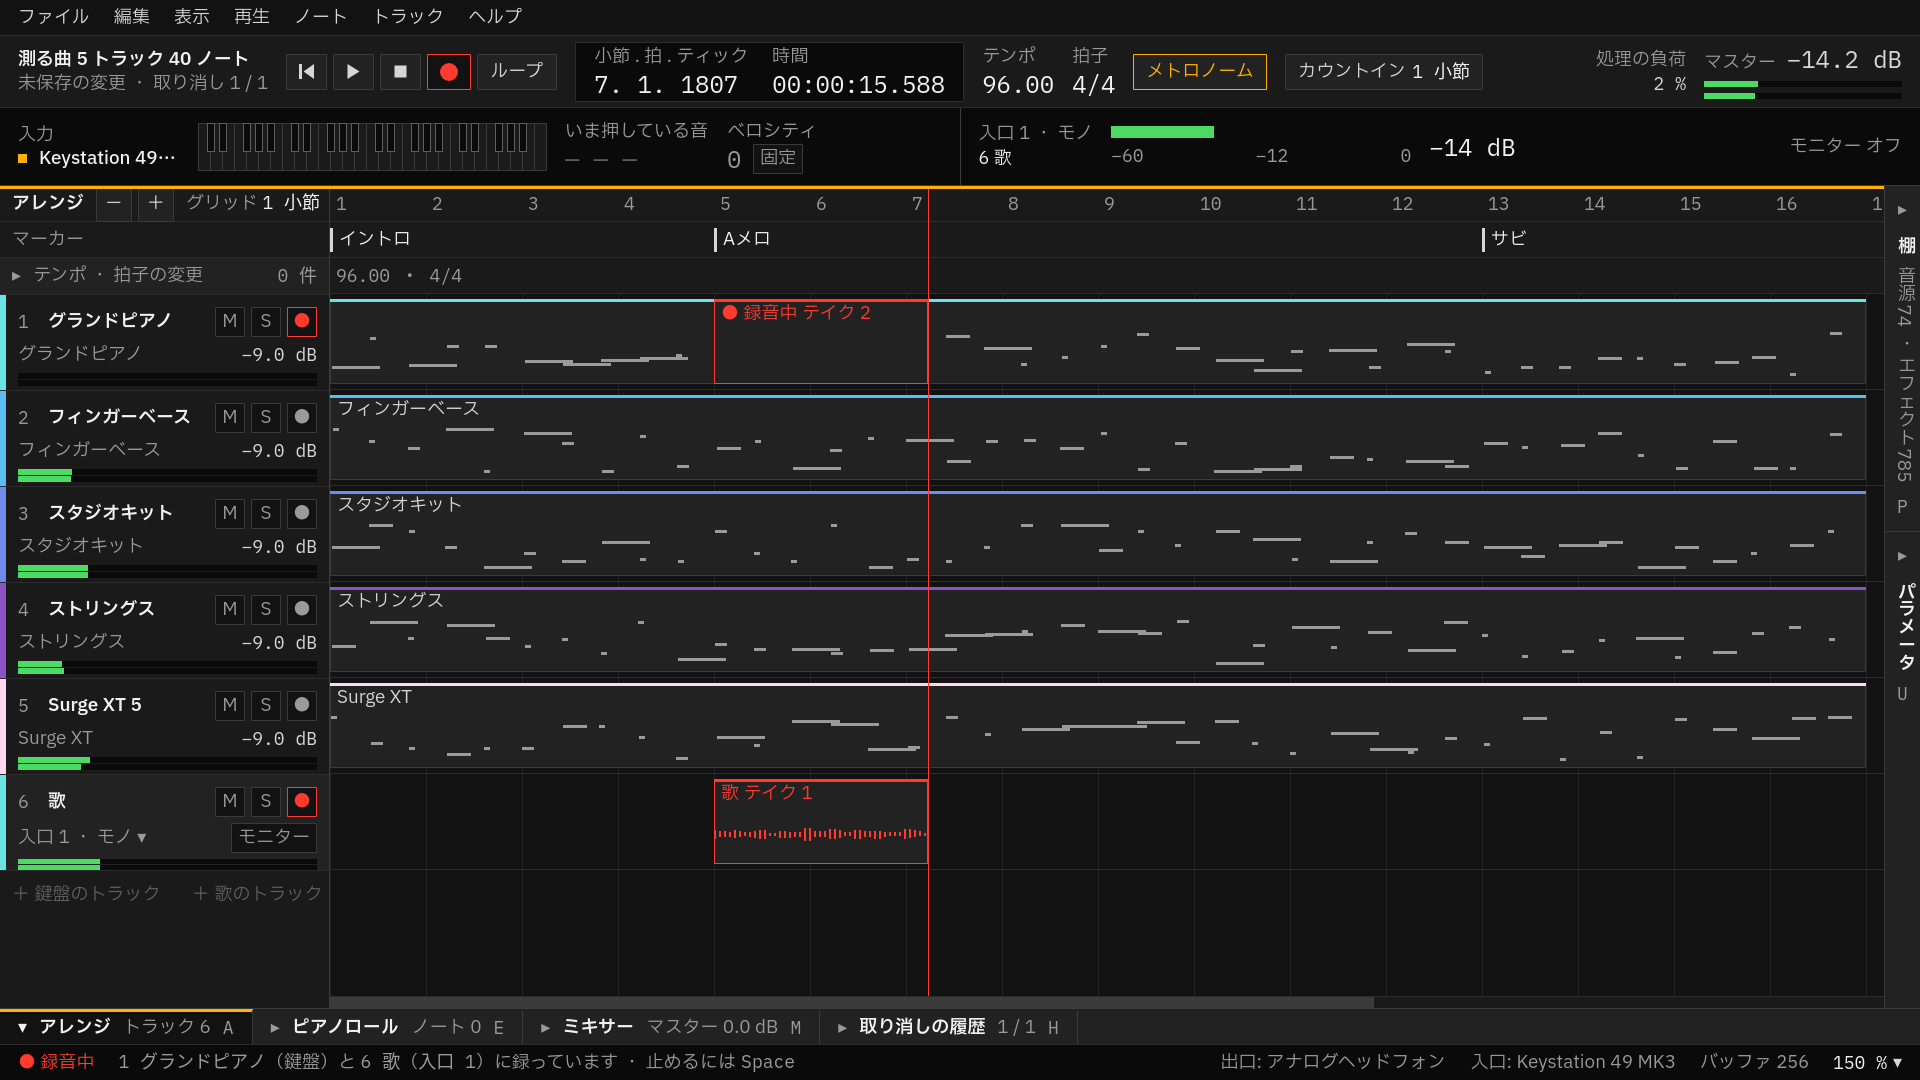 ファイル 編集 表示 再生 ノート トラック ヘルプ
測る曲 5 トラック 40 ノート
未保存の変更 ・ 取り消し 1 / 1
ループ
小節 . 拍 . ティック 時間
7. 1. 1807 00:00:15.588
テンポ 拍子
96.00 4/4
メトロノーム
カウントイン 1 小節
処理の負荷
2 %
マスター −14.2 dB
入力
Keystation 49…
いま押している音 ベロシティ
— — — 0 固定
入口 1 ・ モノ
6 歌
−60 −12 0
−14 dB
モニター オフ
アレンジ − + グリッド 1 小節
1 2 3 4 5 6 7 8 9 10 11 12 13 14 15 16 1
マーカー
イントロ Aメロ サビ
▸ テンポ ・ 拍子の変更 0 件
96.00 ・ 4/4
1 グランドピアノ M S
グランドピアノ −9.0 dB
録音中 テイク 2
2 フィンガーベース M S
フィンガーベース −9.0 dB
フィンガーベース
3 スタジオキット M S
スタジオキット −9.0 dB
スタジオキット
4 ストリングス M S
ストリングス −9.0 dB
ストリングス
5 Surge XT 5 M S
Surge XT −9.0 dB
Surge XT
6 歌 M S
入口 1 ・ モノ ▾ モニター
歌 テイク 1
+ 鍵盤のトラック + 歌のトラック
▸ 棚 音源 74 ・ エフェクト 785 P
▸ パラメータ U
▾ アレンジ トラック 6 A
▸ ピアノロール ノート 0 E
▸ ミキサー マスター 0.0 dB M
▸ 取り消しの履歴 1 / 1 H
録音中 1 グランドピアノ（鍵盤）と 6 歌（入口 1）に録っています ・ 止めるには Space
出口: アナログヘッドフォン 入口: Keystation 49 MK3 バッファ 256 150 % ▾